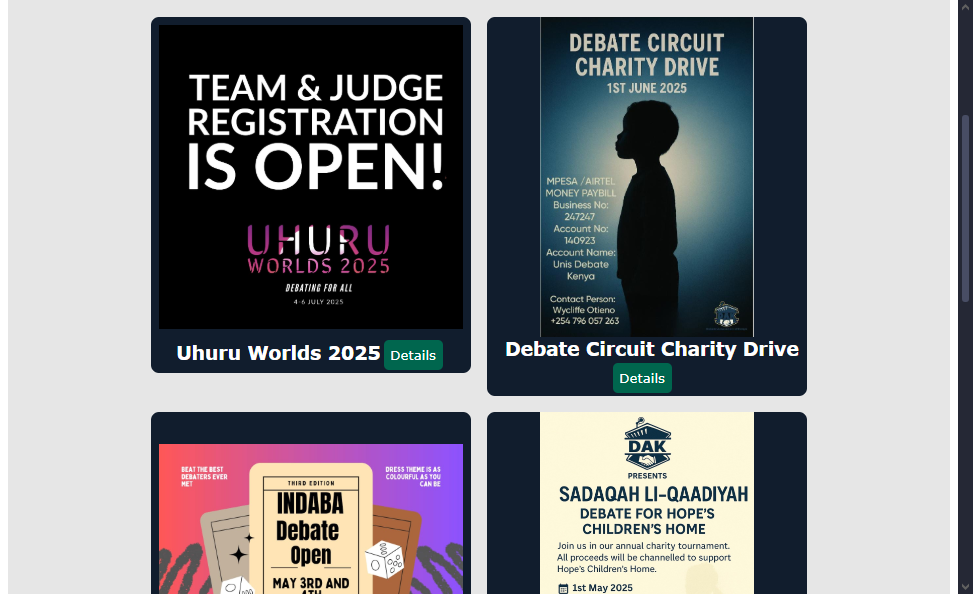 TEAM & JUDGE
REGISTRATION
IS OPEN!
UHURU
WORLDS 2025
DEBATING FOR ALL
4-6 JULY 2025
Uhuru Worlds 2025
Details
DEBATE CIRCUIT
CHARITY DRIVE
1ST JUNE 2025
MPESA /AIRTEL
MONEY PAYBILL
Business No:
247247
Account No:
140923
Account Name:
Unis Debate
Kenya
Contact Person:
Wycliffe Otieno
+254 796 057 263
Debate Circuit Charity Drive
Details
BEAT THE BEST
DEBATERS EVER
MET
THIRD EDITION
INDABA
Debate
Open
MAY 3RD AND
4TH
DRESS THEME IS AS
COLOURFUL AS YOU
CAN BE
DAK
PRESENTS
SADAQAH LI-QAADIYAH
DEBATE FOR HOPE'S
CHILDREN'S HOME
Join us in our annual charity tournament.
All proceeds will be channelled to support
Hope's Children's Home.
1st May 2025